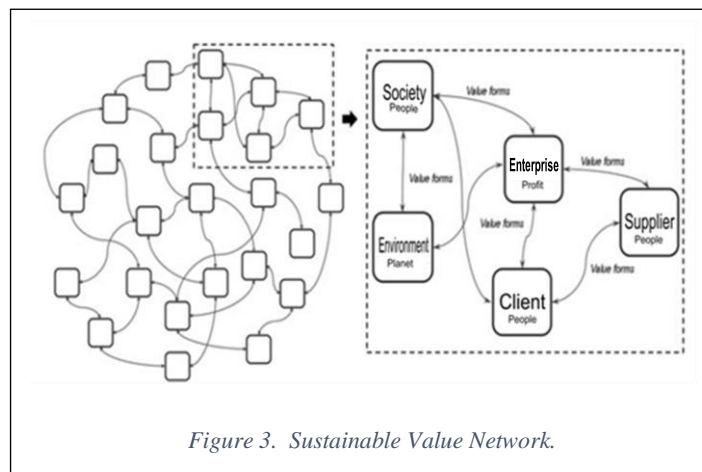 Society
People
Value forms
Enterprise
Profit
Value forms
Value forms
Supplier
People
Environment
Planet
Value forms
Value forms
Client
People
Figure 3. Sustainable Value Network.